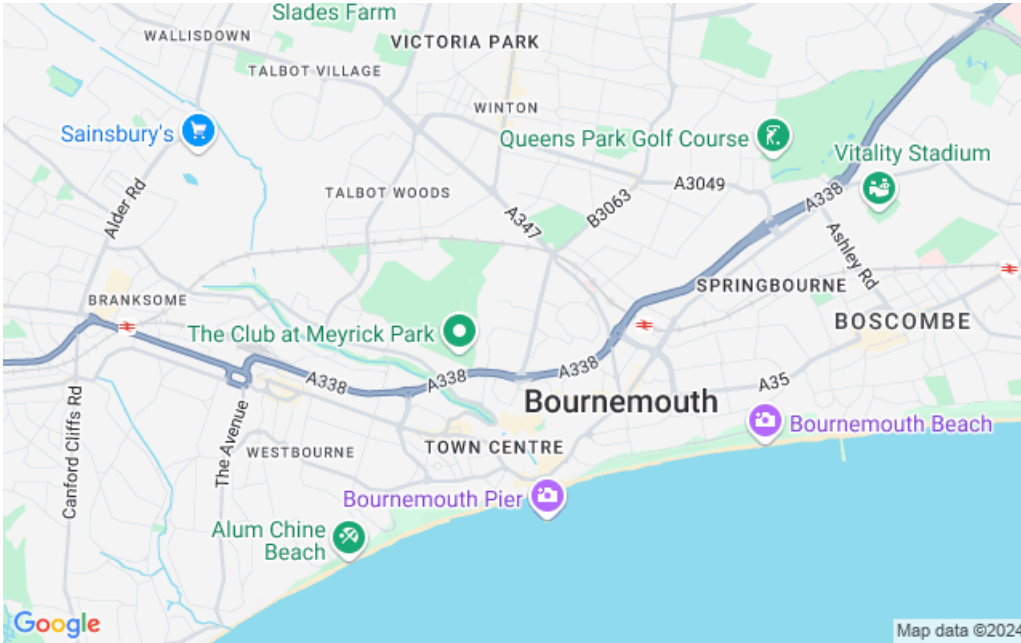 Slades Farm
WALLISDOWN
VICTORIA PARK
TALBOT VILLAGE
WINTON
Sainsbury's
Queens Park Golf Course
Vitality Stadium
A3049
TALBOT WOODS
A338
Alder Rd
B3063
A347
Ashley Rd
SPRINGBOURNE
BRANKSOME
BOSCOMBE
The Club at Meyrick Park
A338
A338
A338
A35
Canford Cliffs Rd
Bournemouth
The Avenue
Bournemouth Beach
TOWN CENTRE
WESTBOURNE
Bournemouth Pier
Alum Chine
Beach
Google
Map data ©2024